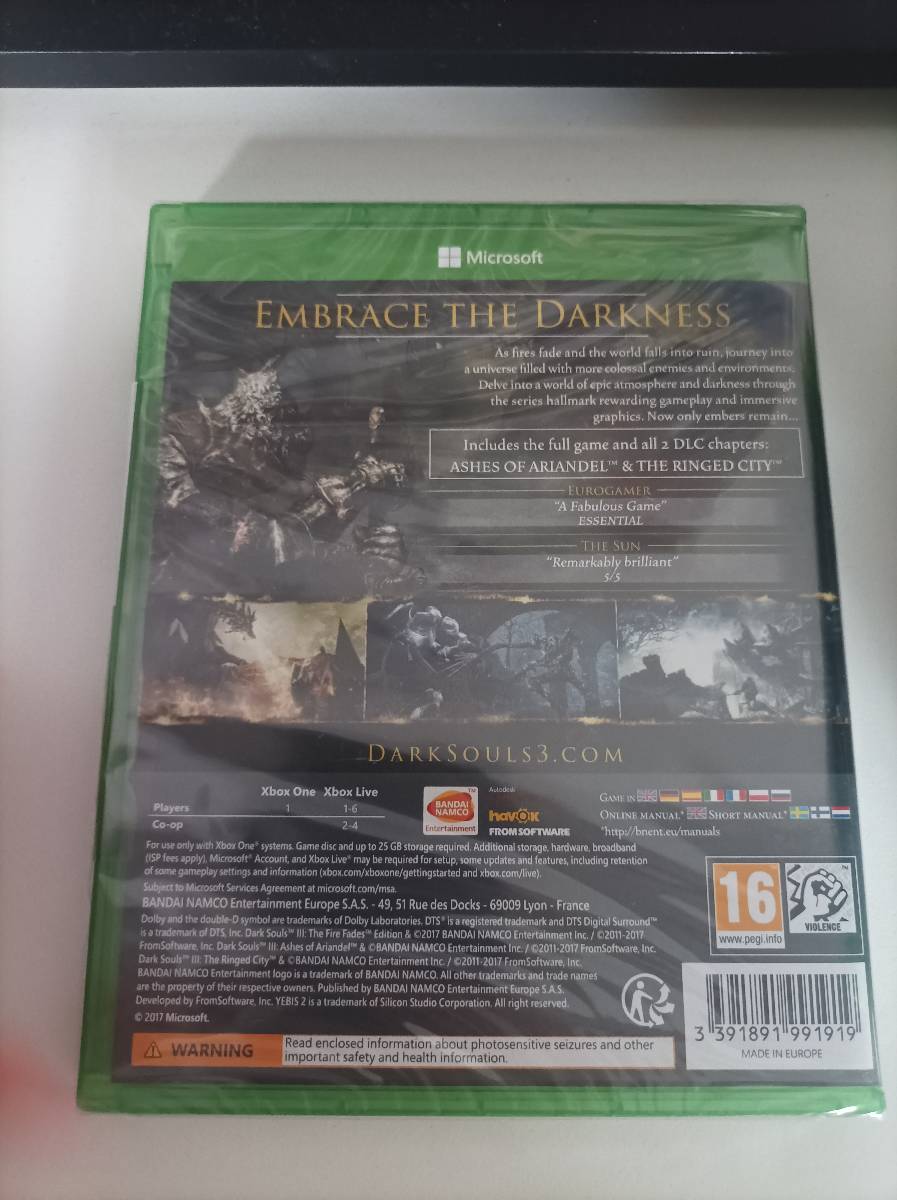 Microsoft
EMBRACE THE DARKNESS
As fires fade and the world falls into ruin, journey into
a universe filled with more colossal enemies and environments.
Delve into a world of epic atmosphere and darkness through
the series hallmark rewarding gameplay and immersive
graphics. Now only embers remain...
Includes the full game and all 2 DLC chapters:
ASHES OF ARIANDEL™ & THE RINGED CITY™
EUROGAMER
"A Fabulous Game"
ESSENTIAL
THE SUN
"Remarkably brilliant"
5/5
DARKSOULS3.COM
Xbox One Xbox Live
Players 1 1-6
Co-op 2-4
BANDAI NAMCO Entertainment
Autodesk
havok
FROMSOFTWARE
GAME IN
ONLINE MANUAL* SHORT MANUAL*
*http://bnent.eu/manuals
For use only with Xbox One® systems. Game disc and up to 25 GB storage required. Additional storage, hardware, broadband
(ISP fees apply), Microsoft® Account, and Xbox Live® may be required for setup, some updates and features, including retention
of some gameplay settings and information (xbox.com/xboxone/gettingstarted and xbox.com/live).
Subject to Microsoft Services Agreement at microsoft.com/msa.
BANDAI NAMCO Entertainment Europe S.A.S. - 49, 51 Rue des Docks - 69009 Lyon - France
Dolby and the double-D symbol are trademarks of Dolby Laboratories. DTS® is a registered trademark and DTS Digital Surround™
is a trademark of DTS, Inc. Dark Souls™ III: The Fire Fades™ Edition & ©2017 BANDAI NAMCO Entertainment Inc. / ©2011-2017
FromSoftware, Inc. Dark Souls™ III: Ashes of Ariandel™ & ©BANDAI NAMCO Entertainment Inc. / ©2011-2017 FromSoftware, Inc.
Dark Souls™ III: The Ringed City™ & ©BANDAI NAMCO Entertainment Inc. / ©2011-2017 FromSoftware, Inc.
BANDAI NAMCO Entertainment logo is a trademark of BANDAI NAMCO. All other trademarks and trade names
are the property of their respective owners. Published by BANDAI NAMCO Entertainment Europe S.A.S.
Developed by FromSoftware, Inc. YEBIS 2 is a trademark of Silicon Studio Corporation. All right reserved.
© 2017 Microsoft.
16
www.pegi.info
VIOLENCE
WARNING
Read enclosed information about photosensitive seizures and other
important safety and health information.
3 391891 991919
MADE IN EUROPE